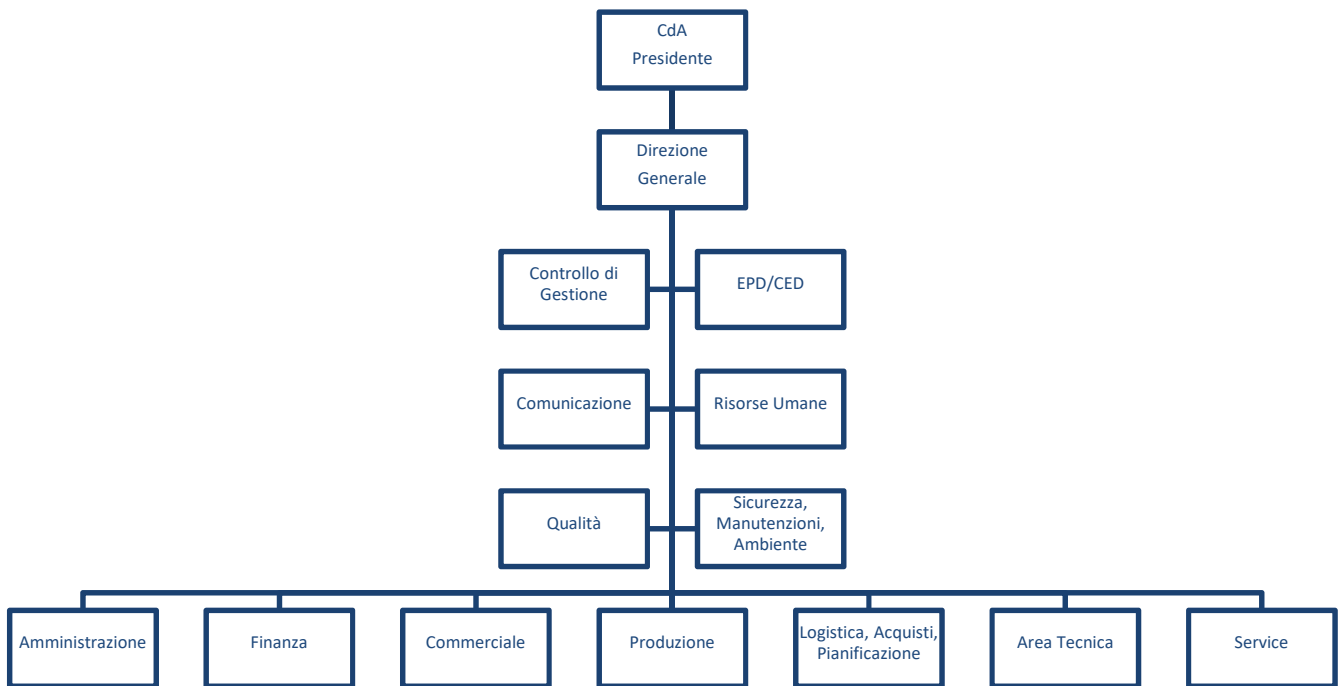 CdA
Presidente
Direzione
Generale
Controllo di
Gestione
EPD/CED
Comunicazione
Risorse Umane
Qualità
Sicurezza,
Manutenzioni,
Ambiente
Amministrazione
Finanza
Commerciale
Produzione
Logistica, Acquisti,
Pianificazione
Area Tecnica
Service